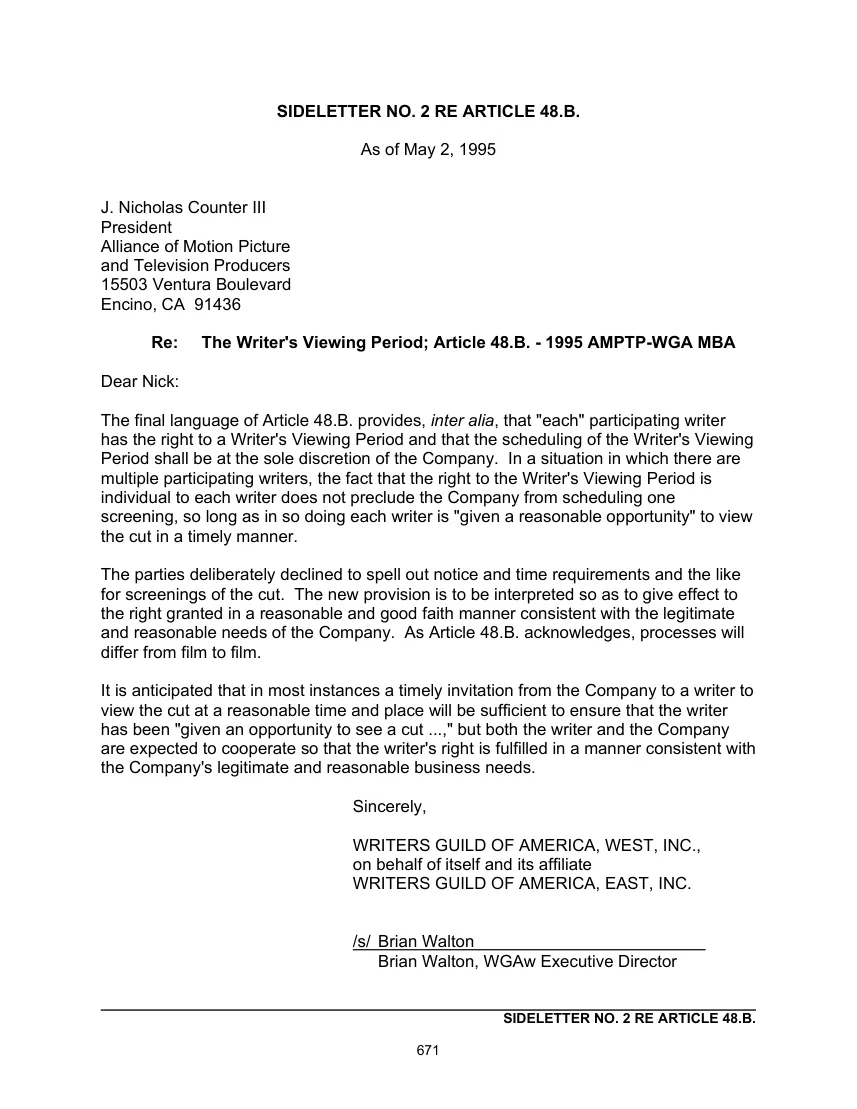 SIDELETTER NO. 2 RE ARTICLE 48.B.
As of May 2, 1995
J. Nicholas Counter III
President
Alliance of Motion Picture
and Television Producers
15503 Ventura Boulevard
Encino, CA  91436
Re: The Writer's Viewing Period; Article 48.B. - 1995 AMPTP-WGA MBA
Dear Nick:
The final language of Article 48.B. provides, inter alia, that "each" participating writer
has the right to a Writer's Viewing Period and that the scheduling of the Writer's Viewing
Period shall be at the sole discretion of the Company.  In a situation in which there are
multiple participating writers, the fact that the right to the Writer's Viewing Period is
individual to each writer does not preclude the Company from scheduling one
screening, so long as in so doing each writer is "given a reasonable opportunity" to view
the cut in a timely manner.
The parties deliberately declined to spell out notice and time requirements and the like
for screenings of the cut.  The new provision is to be interpreted so as to give effect to
the right granted in a reasonable and good faith manner consistent with the legitimate
and reasonable needs of the Company.  As Article 48.B. acknowledges, processes will
differ from film to film.
It is anticipated that in most instances a timely invitation from the Company to a writer to
view the cut at a reasonable time and place will be sufficient to ensure that the writer
has been "given an opportunity to see a cut ...," but both the writer and the Company
are expected to cooperate so that the writer's right is fulfilled in a manner consistent with
the Company's legitimate and reasonable business needs.
Sincerely,
WRITERS GUILD OF AMERICA, WEST, INC.,
on behalf of itself and its affiliate
WRITERS GUILD OF AMERICA, EAST, INC.
/s/ Brian Walton
Brian Walton, WGAw Executive Director
SIDELETTER NO. 2 RE ARTICLE 48.B.
671